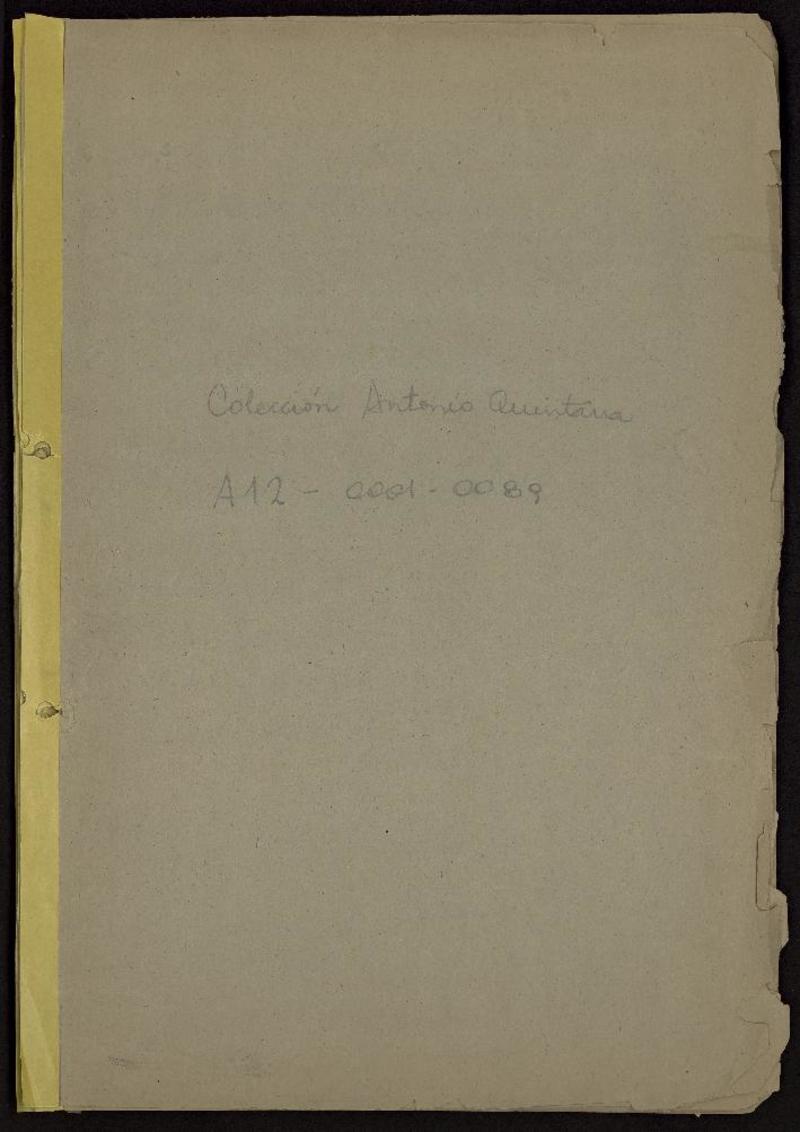 Colección Antonio Quintana
A12 - 0001 - 0089